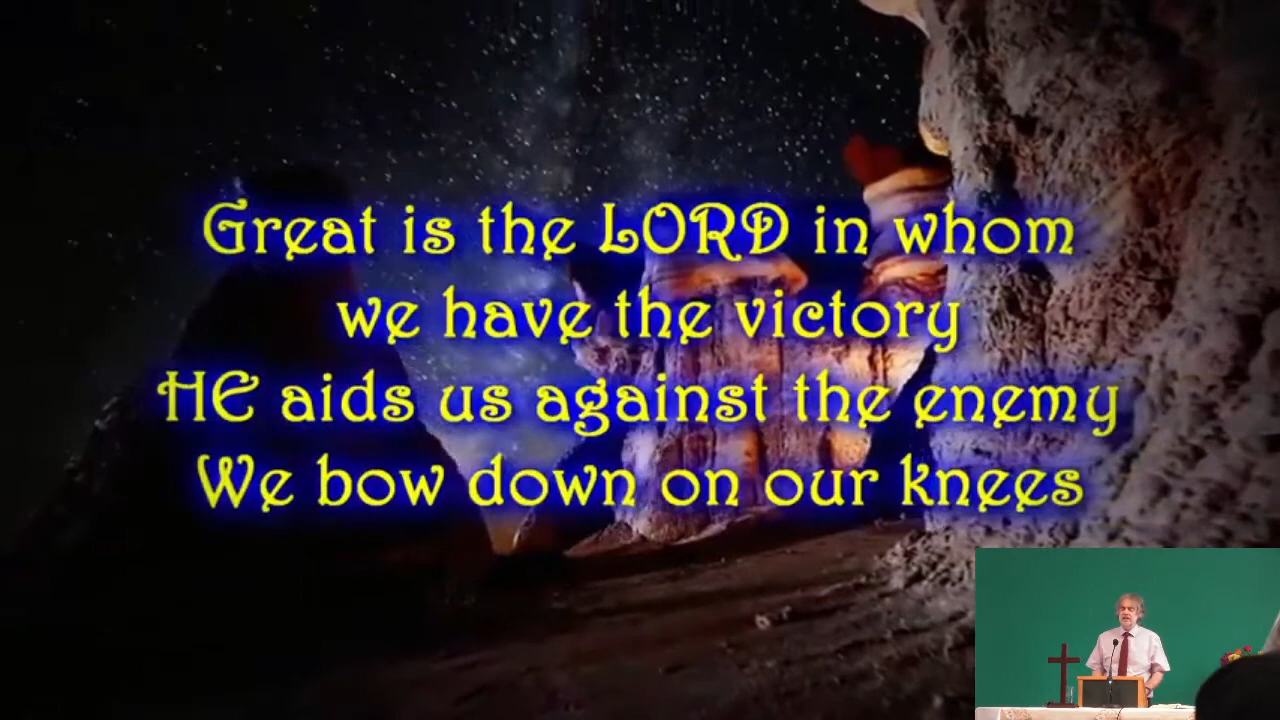 Great is the LORD in whom
we have the victory
HE aids us against the enemy
We bow down on our knees